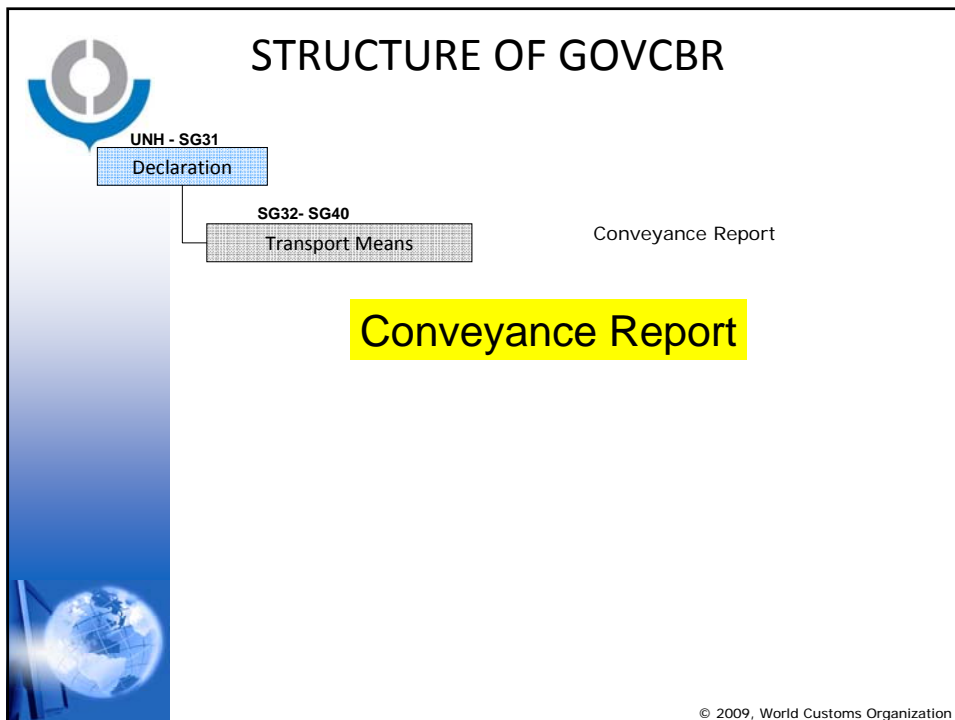 STRUCTURE OF GOVCBR
UNH - SG31
Declaration
SG32- SG40
Transport Means
Conveyance Report
Conveyance Report
© 2009, World Customs Organization